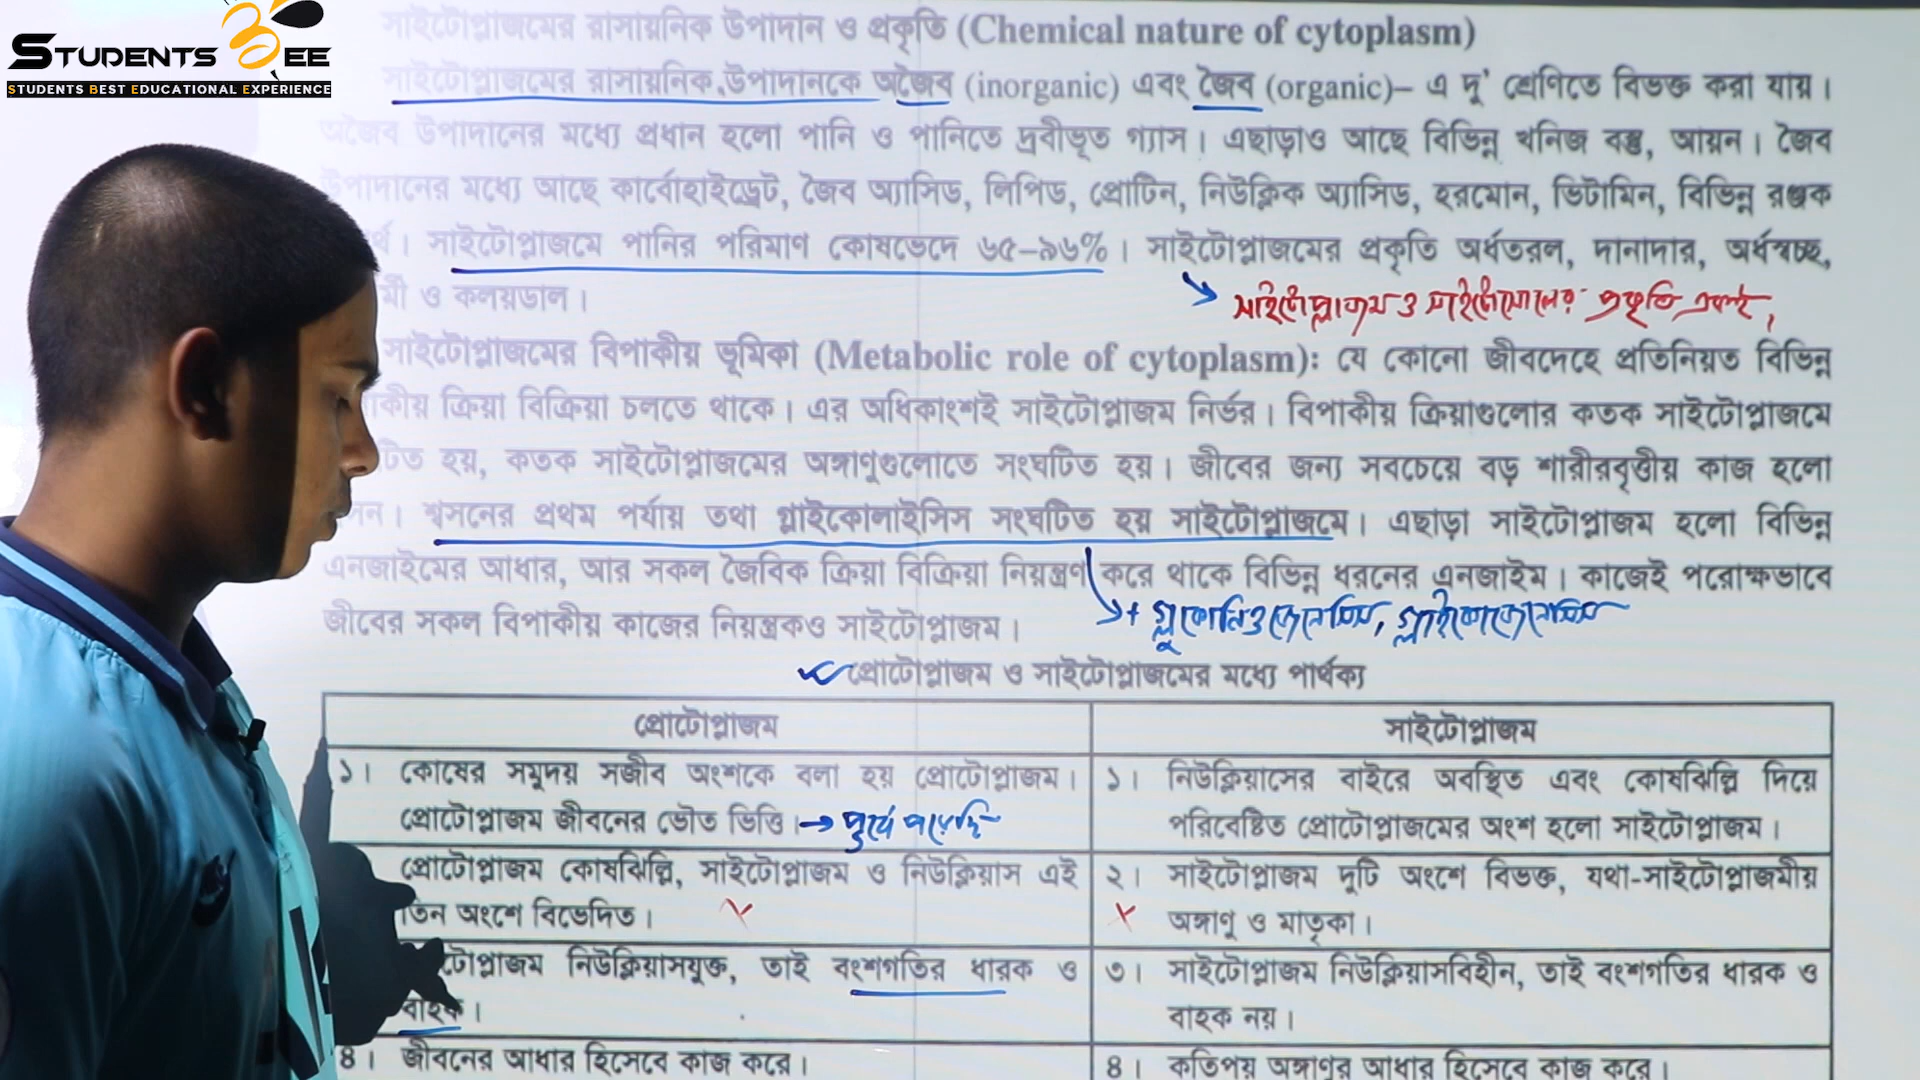 STUDENTS BEE
STUDENTS BEST EDUCATIONAL EXPERIENCE
সাইটোপ্লাজমের রাসায়নিক উপাদান ও প্রকৃতি (Chemical nature of cytoplasm)
সাইটোপ্লাজমের রাসায়নিক উপাদানকে অজৈব (inorganic) এবং জৈব (organic)– এ দু’ শ্রেণিতে বিভক্ত করা যায়।
অজৈব উপাদানের মধ্যে প্রধান হলো পানি ও পানিতে দ্রবীভূত গ্যাস। এছাড়াও আছে বিভিন্ন খনিজ বস্তু, আয়ন। জৈব
উপাদানের মধ্যে আছে কার্বোহাইড্রেট, জৈব অ্যাসিড, লিপিড, প্রোটিন, নিউক্লিক অ্যাসিড, হরমোন, ভিটামিন, বিভিন্ন রঞ্জক
র্থ। সাইটোপ্লাজমে পানির পরিমাণ কোষভেদে ৬৫–৯৬%। সাইটোপ্লাজমের প্রকৃতি অর্ধতরল, দানাদার, অর্ধস্বচ্ছ,
র্মী ও কলয়ডাল।
সাইটোপ্লাজম ও সাইটোসোলের প্রকৃতি একই,
সাইটোপ্লাজমের বিপাকীয় ভূমিকা (Metabolic role of cytoplasm): যে কোনো জীবদেহে প্রতিনিয়ত বিভিন্ন
কীয় ক্রিয়া বিক্রিয়া চলতে থাকে। এর অধিকাংশই সাইটোপ্লাজম নির্ভর। বিপাকীয় ক্রিয়াগুলোর কতক সাইটোপ্লাজমে
টিত হয়, কতক সাইটোপ্লাজমের অঙ্গাণুগুলোতে সংঘটিত হয়। জীবের জন্য সবচেয়ে বড় শারীরবৃত্তীয় কাজ হলো
সন। শ্বসনের প্রথম পর্যায় তথা গ্লাইকোলাইসিস সংঘটিত হয় সাইটোপ্লাজমে। এছাড়া সাইটোপ্লাজম হলো বিভিন্ন
এনজাইমের আধার, আর সকল জৈবিক ক্রিয়া বিক্রিয়া নিয়ন্ত্রণ করে থাকে বিভিন্ন ধরনের এনজাইম। কাজেই পরোক্ষভাবে
জীবের সকল বিপাকীয় কাজের নিয়ন্ত্রকও সাইটোপ্লাজম।
+ গ্লুকোনিওজেনেসিস, গ্লাইকোজেনেসিস
প্রোটোপ্লাজম ও সাইটোপ্লাজমের মধ্যে পার্থক্য
প্রোটোপ্লাজম
সাইটোপ্লাজম
১। কোষের সমুদয় সজীব অংশকে বলা হয় প্রোটোপ্লাজম।
প্রোটোপ্লাজম জীবনের ভৌত ভিত্তি। → পূর্বে পড়েছি
১। নিউক্লিয়াসের বাইরে অবস্থিত এবং কোষঝিল্লি দিয়ে
পরিবেষ্টিত প্রোটোপ্লাজমের অংশ হলো সাইটোপ্লাজম।
প্রোটোপ্লাজম কোষঝিল্লি, সাইটোপ্লাজম ও নিউক্লিয়াস এই
তিন অংশে বিভেদিত।
২। সাইটোপ্লাজম দুটি অংশে বিভক্ত, যথা-সাইটোপ্লাজমীয়
অঙ্গাণু ও মাতৃকা।
টোপ্লাজম নিউক্লিয়াসযুক্ত, তাই বংশগতির ধারক ও
বাহক।
৩। সাইটোপ্লাজম নিউক্লিয়াসবিহীন, তাই বংশগতির ধারক ও
বাহক নয়।
৪। জীবনের আধার হিসেবে কাজ করে।
৪। কতিপয় অঙ্গাণুর আধার হিসেবে কাজ করে।